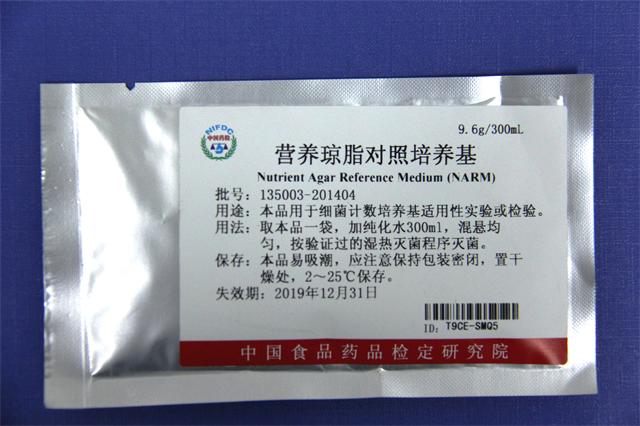 NIFDC
中国药检
9.6g/300mL
营养琼脂对照培养基
Nutrient Agar Reference Medium (NARM)
批号：135003-201404
用途：本品用于细菌计数培养基适用性实验或检验。
用法：取本品一袋，加纯化水300ml，混悬均
匀，按验证过的湿热灭菌程序灭菌。
保存：本品易吸潮，应注意保持包装密闭，置干
燥处，2～25℃保存。
失效期：2019年12月31日
ID: T9CE-SMQ5
中国食品药品检定研究院